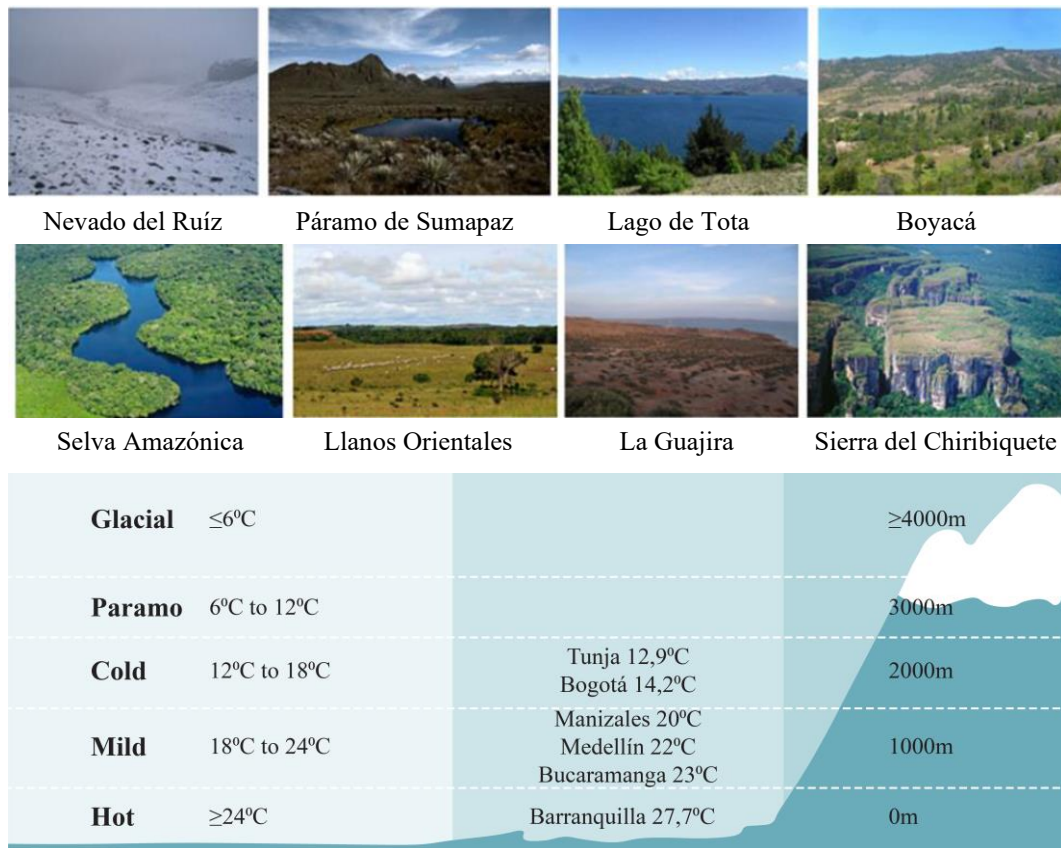 Nevado del Ruíz
Páramo de Sumapaz
Lago de Tota
Boyacá
Selva Amazónica
Llanos Orientales
La Guajira
Sierra del Chiribiquete
Glacial ≤6ºC ≥4000m
Paramo 6ºC to 12ºC 3000m
Cold 12ºC to 18ºC Tunja 12,9ºC
Bogotá 14,2ºC 2000m
Mild 18ºC to 24ºC Manizales 20ºC
Medellín 22ºC
Bucaramanga 23ºC 1000m
Hot ≥24ºC Barranquilla 27,7ºC 0m